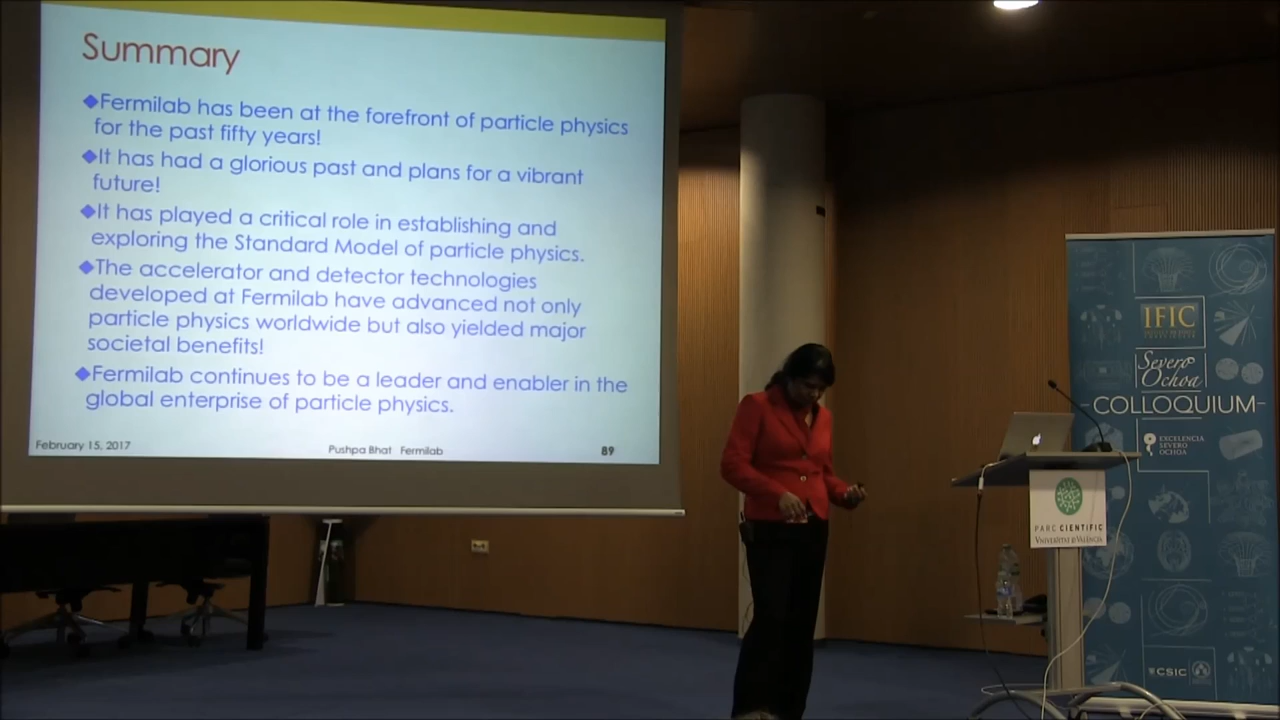 Summary
◆Fermilab has been at the forefront of particle physics
for the past fifty years!
◆It has had a glorious past and plans for a vibrant
future!
◆It has played a critical role in establishing and
exploring the Standard Model of particle physics.
◆The accelerator and detector technologies
developed at Fermilab have advanced not only
particle physics worldwide but also yielded major
societal benefits!
◆Fermilab continues to be a leader and enabler in the
global enterprise of particle physics.
February 15, 2017
Pushpa Bhat Fermilab
89
IFIC
Severo
Ochoa
COLLOQUIUM
EXCELENCIA
SEVERO
OCHOA
PARC CIENTÍFIC
VNIVERSITAT D VALÈNCIA
CSIC